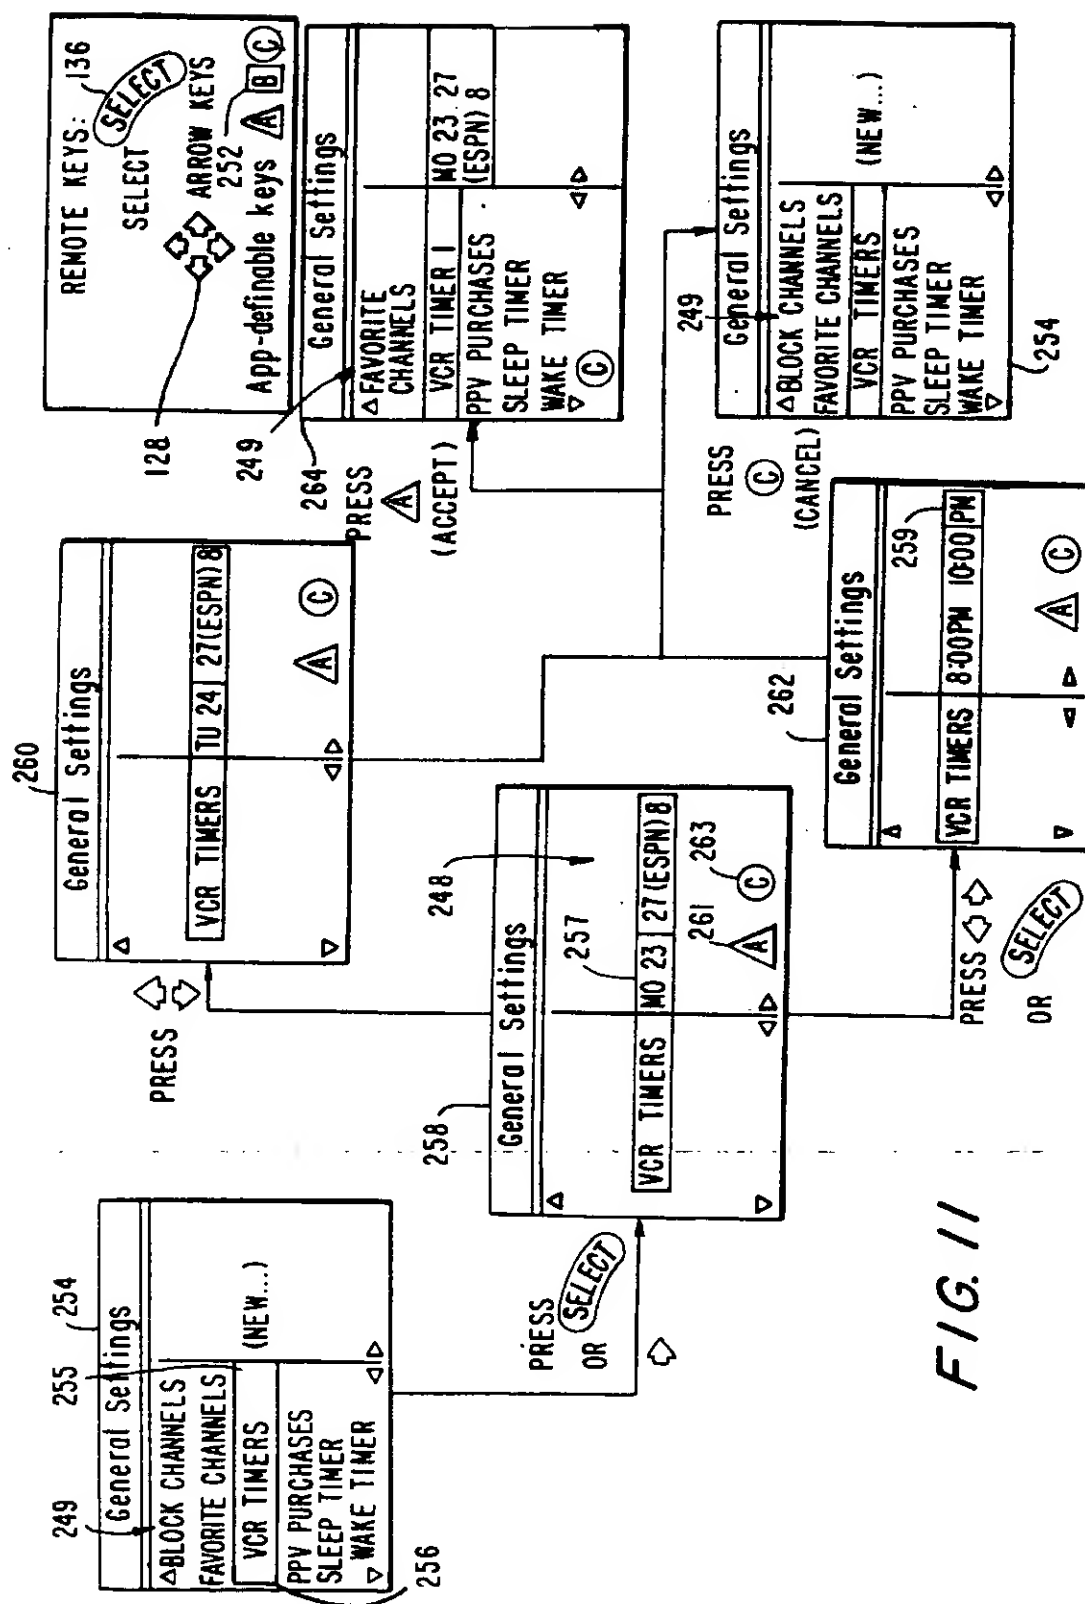 249
254
255
General Settings
BLOCK CHANNELS
FAVORITE CHANNELS
VCR TIMERS
(NEW...)
PPV PURCHASES
SLEEP TIMER
WAKE TIMER
256
PRESS
SELECT
OR
258
General Settings
257
248
VCR TIMERS MO 23 27(ESPN)8
261
263
A
C
PRESS
260
General Settings
VCR TIMERS TU 24 27(ESPN)8
A
C
PRESS
OR
SELECT
262
General Settings
259
VCR TIMERS 8:00PM 10:00 PM
A
C
PRESS
A
(ACCEPT)
264
249
General Settings
FAVORITE
CHANNELS
VCR TIMER 1
MO 23. 27
(ESPN) 8
PPV PURCHASES
SLEEP TIMER
WAKE TIMER
C
PRESS
C
(CANCEL)
249
General Settings
BLOCK CHANNELS
FAVORITE CHANNELS
VCR TIMERS
(NEW...)
PPV PURCHASES
SLEEP TIMER
WAKE TIMER
254
REMOTE KEYS:
136
SELECT
SELECT
128
ARROW KEYS
252
App-definable keys A B C
FIG. 11